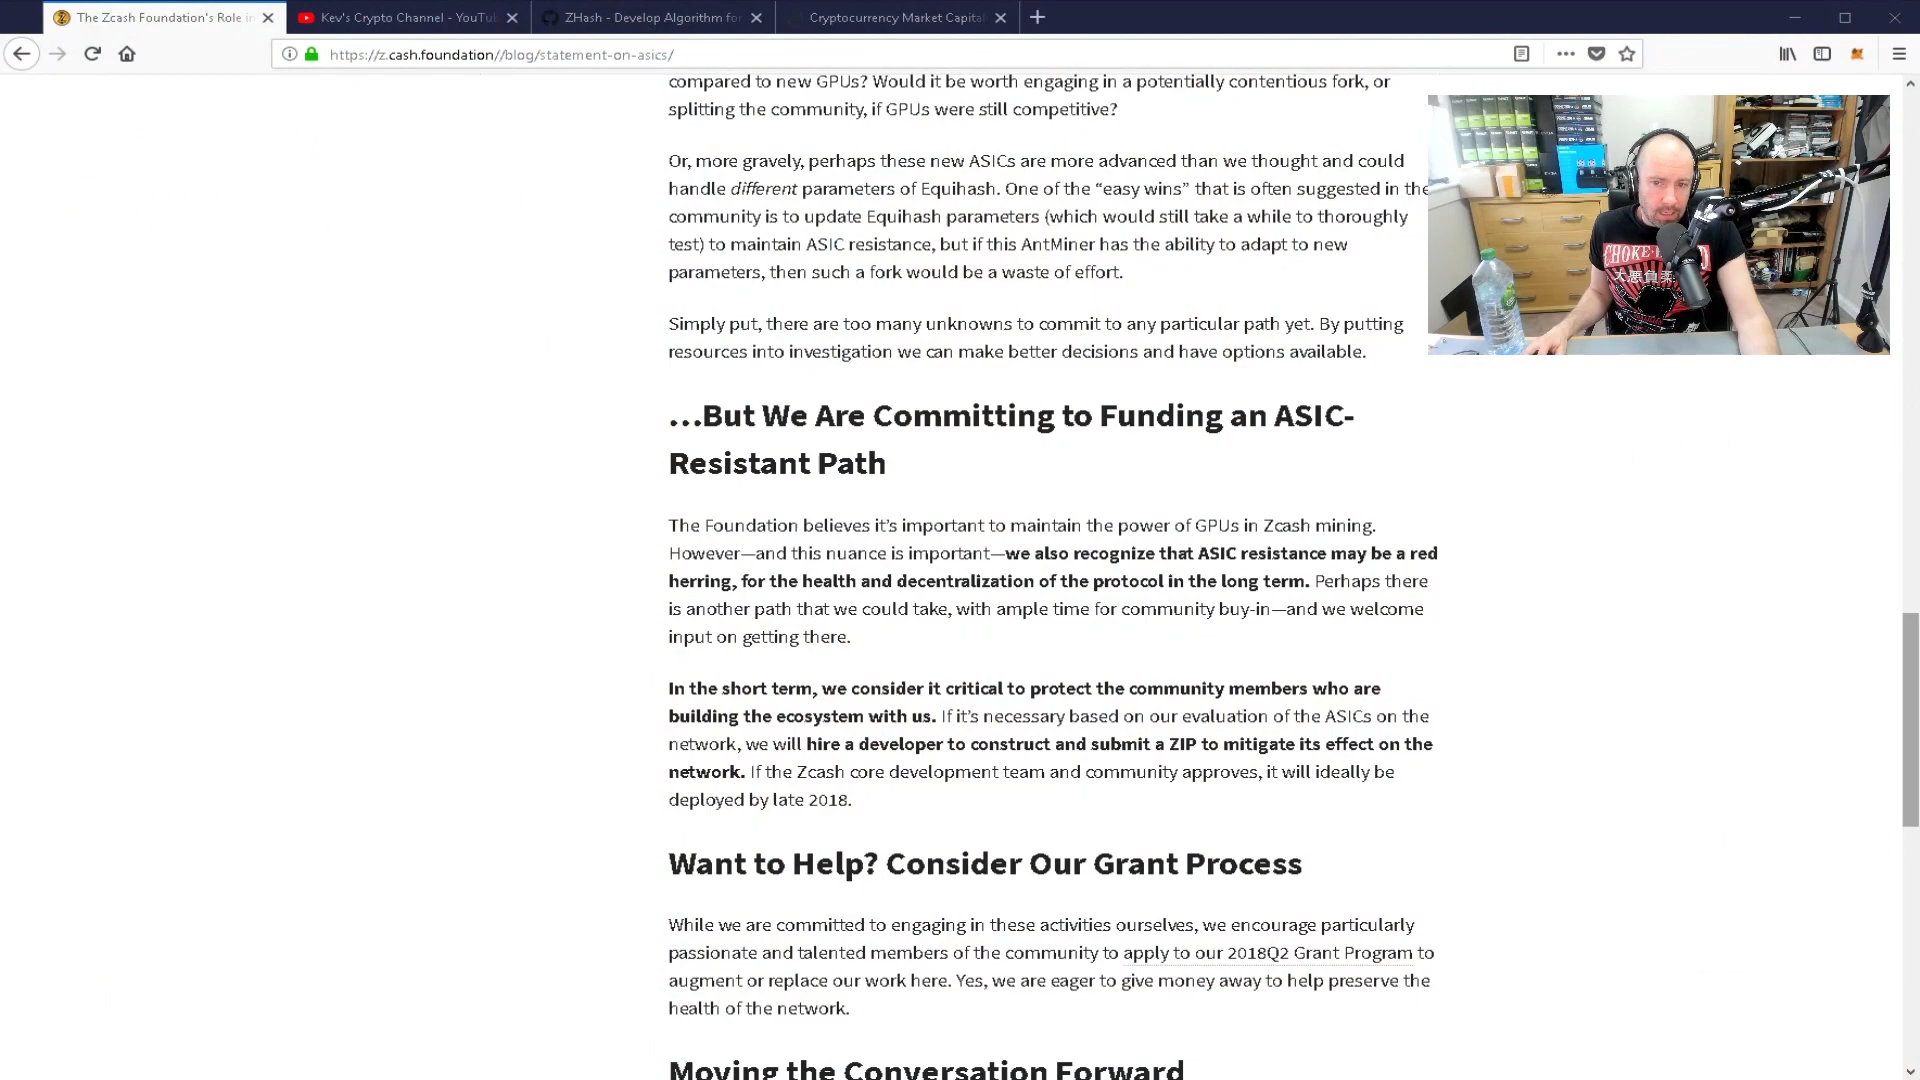 The Zcash Foundation's Role in
Kev's Crypto Channel - YouTu
ZHash - Develop Algorithm for
Cryptocurrency Market Capital
https://z.cash.foundation//blog/statement-on-asics/
compared to new GPUs? Would it be worth engaging in a potentially contentious fork, or
splitting the community, if GPUs were still competitive?
Or, more gravely, perhaps these new ASICs are more advanced than we thought and could
handle different parameters of Equihash. One of the “easy wins” that is often suggested in the
community is to update Equihash parameters (which would still take a while to thoroughly
test) to maintain ASIC resistance, but if this AntMiner has the ability to adapt to new
parameters, then such a fork would be a waste of effort.
Simply put, there are too many unknowns to commit to any particular path yet. By putting
resources into investigation we can make better decisions and have options available.
…But We Are Committing to Funding an ASIC-
Resistant Path
The Foundation believes it’s important to maintain the power of GPUs in Zcash mining.
However—and this nuance is important—we also recognize that ASIC resistance may be a red
herring, for the health and decentralization of the protocol in the long term. Perhaps there
is another path that we could take, with ample time for community buy-in—and we welcome
input on getting there.
In the short term, we consider it critical to protect the community members who are
building the ecosystem with us. If it’s necessary based on our evaluation of the ASICs on the
network, we will hire a developer to construct and submit a ZIP to mitigate its effect on the
network. If the Zcash core development team and community approves, it will ideally be
deployed by late 2018.
Want to Help? Consider Our Grant Process
While we are committed to engaging in these activities ourselves, we encourage particularly
passionate and talented members of the community to apply to our 2018Q2 Grant Program to
augment or replace our work here. Yes, we are eager to give money away to help preserve the
health of the network.
Moving the Conversation Forward